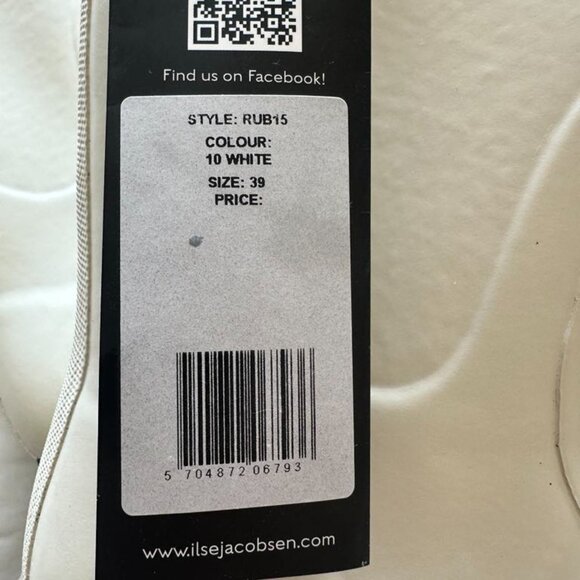 Find us on Facebook!
STYLE: RUB15
COLOUR:
10 WHITE
SIZE: 39
PRICE:
5 704872 06793
www.ilsejacobsen.com